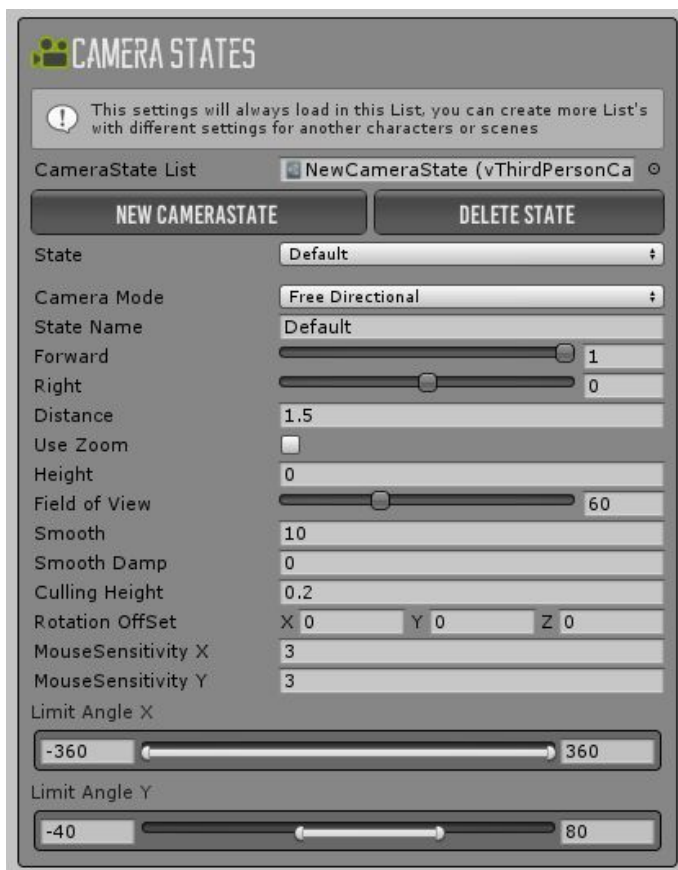 CAMERA STATES
This settings will always load in this List, you can create more List's
with different settings for another characters or scenes
CameraState List NewCameraState (vThirdPersonCa
NEW CAMERASTATE DELETE STATE
State Default
Camera Mode Free Directional
State Name Default
Forward 1
Right 0
Distance 1.5
Use Zoom
Height 0
Field of View 60
Smooth 10
Smooth Damp 0
Culling Height 0.2
Rotation OffSet X 0 Y 0 Z 0
MouseSensitivity X 3
MouseSensitivity Y 3
Limit Angle X
-360 360
Limit Angle Y
-40 80